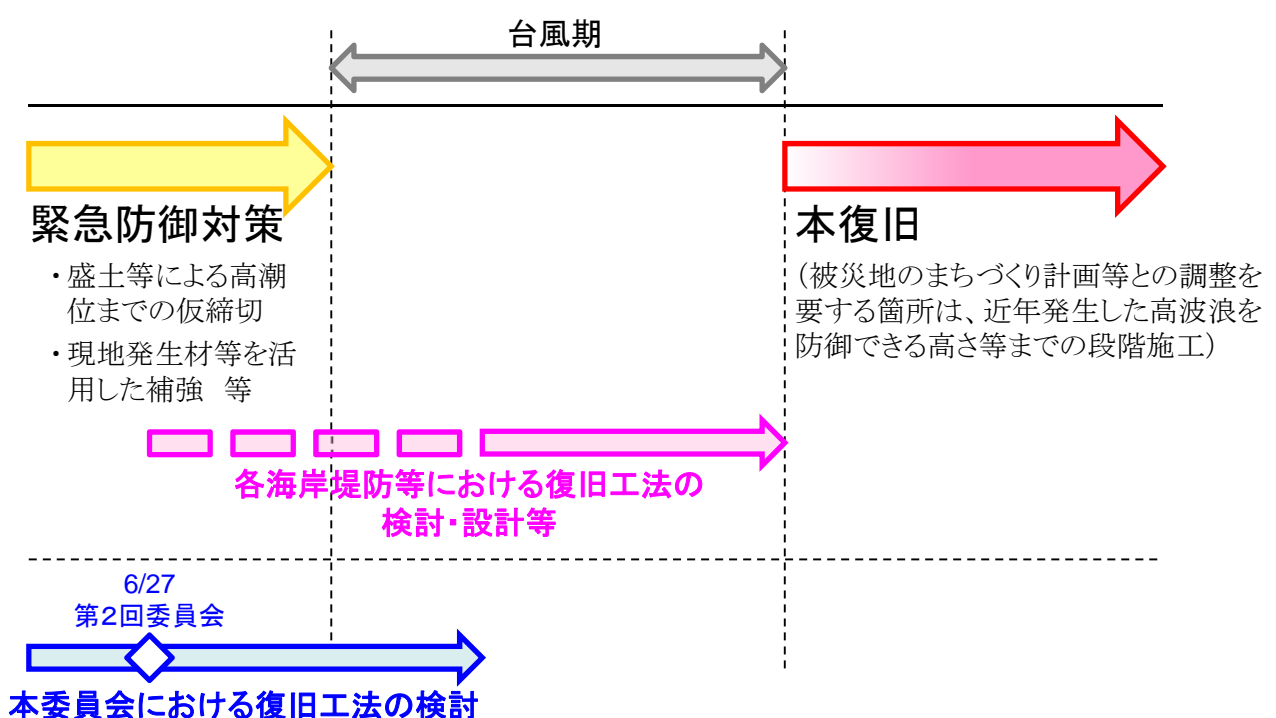 台風期
緊急防御対策
・盛土等による高潮
位までの仮締切
・現地発生材等を活
用した補強　等
本復旧
（被災地のまちづくり計画等との調整を
要する箇所は、近年発生した高波浪を
防御できる高さ等までの段階施工）
各海岸堤防等における復旧工法の
検討・設計等
6/27
第２回委員会
本委員会における復旧工法の検討